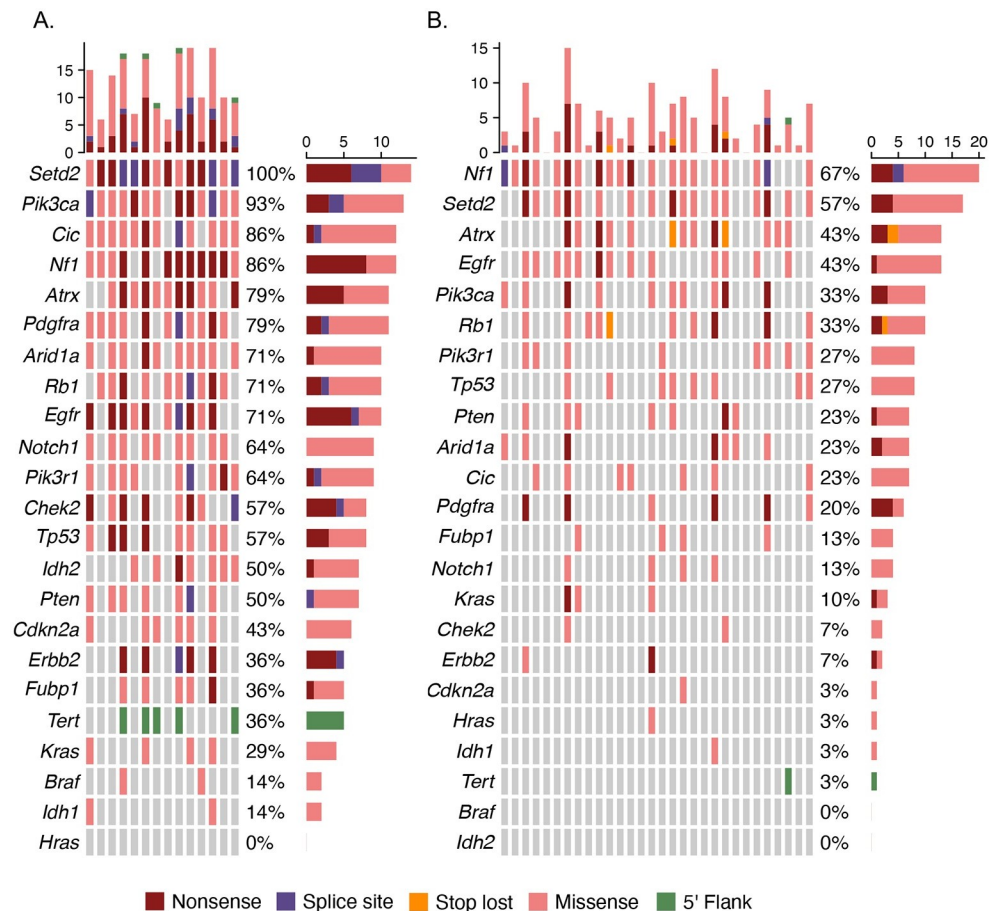 A.
15
10
5
0
0 5 10
Setd2 100%
Pik3ca 93%
Cic 86%
Nf1 86%
Atrx 79%
Pdgfra 79%
Arid1a 71%
Rb1 71%
Egfr 71%
Notch1 64%
Pik3r1 64%
Chek2 57%
Tp53 57%
Idh2 50%
Pten 50%
Cdkn2a 43%
Erbb2 36%
Fubp1 36%
Tert 36%
Kras 29%
Braf 14%
Idh1 14%
Hras 0%
B.
15
10
5
0
0 5 10 15 20
Nf1 67%
Setd2 57%
Atrx 43%
Egfr 43%
Pik3ca 33%
Rb1 33%
Pik3r1 27%
Tp53 27%
Pten 23%
Arid1a 23%
Cic 23%
Pdgfra 20%
Fubp1 13%
Notch1 13%
Kras 10%
Chek2 7%
Erbb2 7%
Cdkn2a 3%
Hras 3%
Idh1 3%
Tert 3%
Braf 0%
Idh2 0%
Nonsense Splice site Stop lost Missense 5' Flank